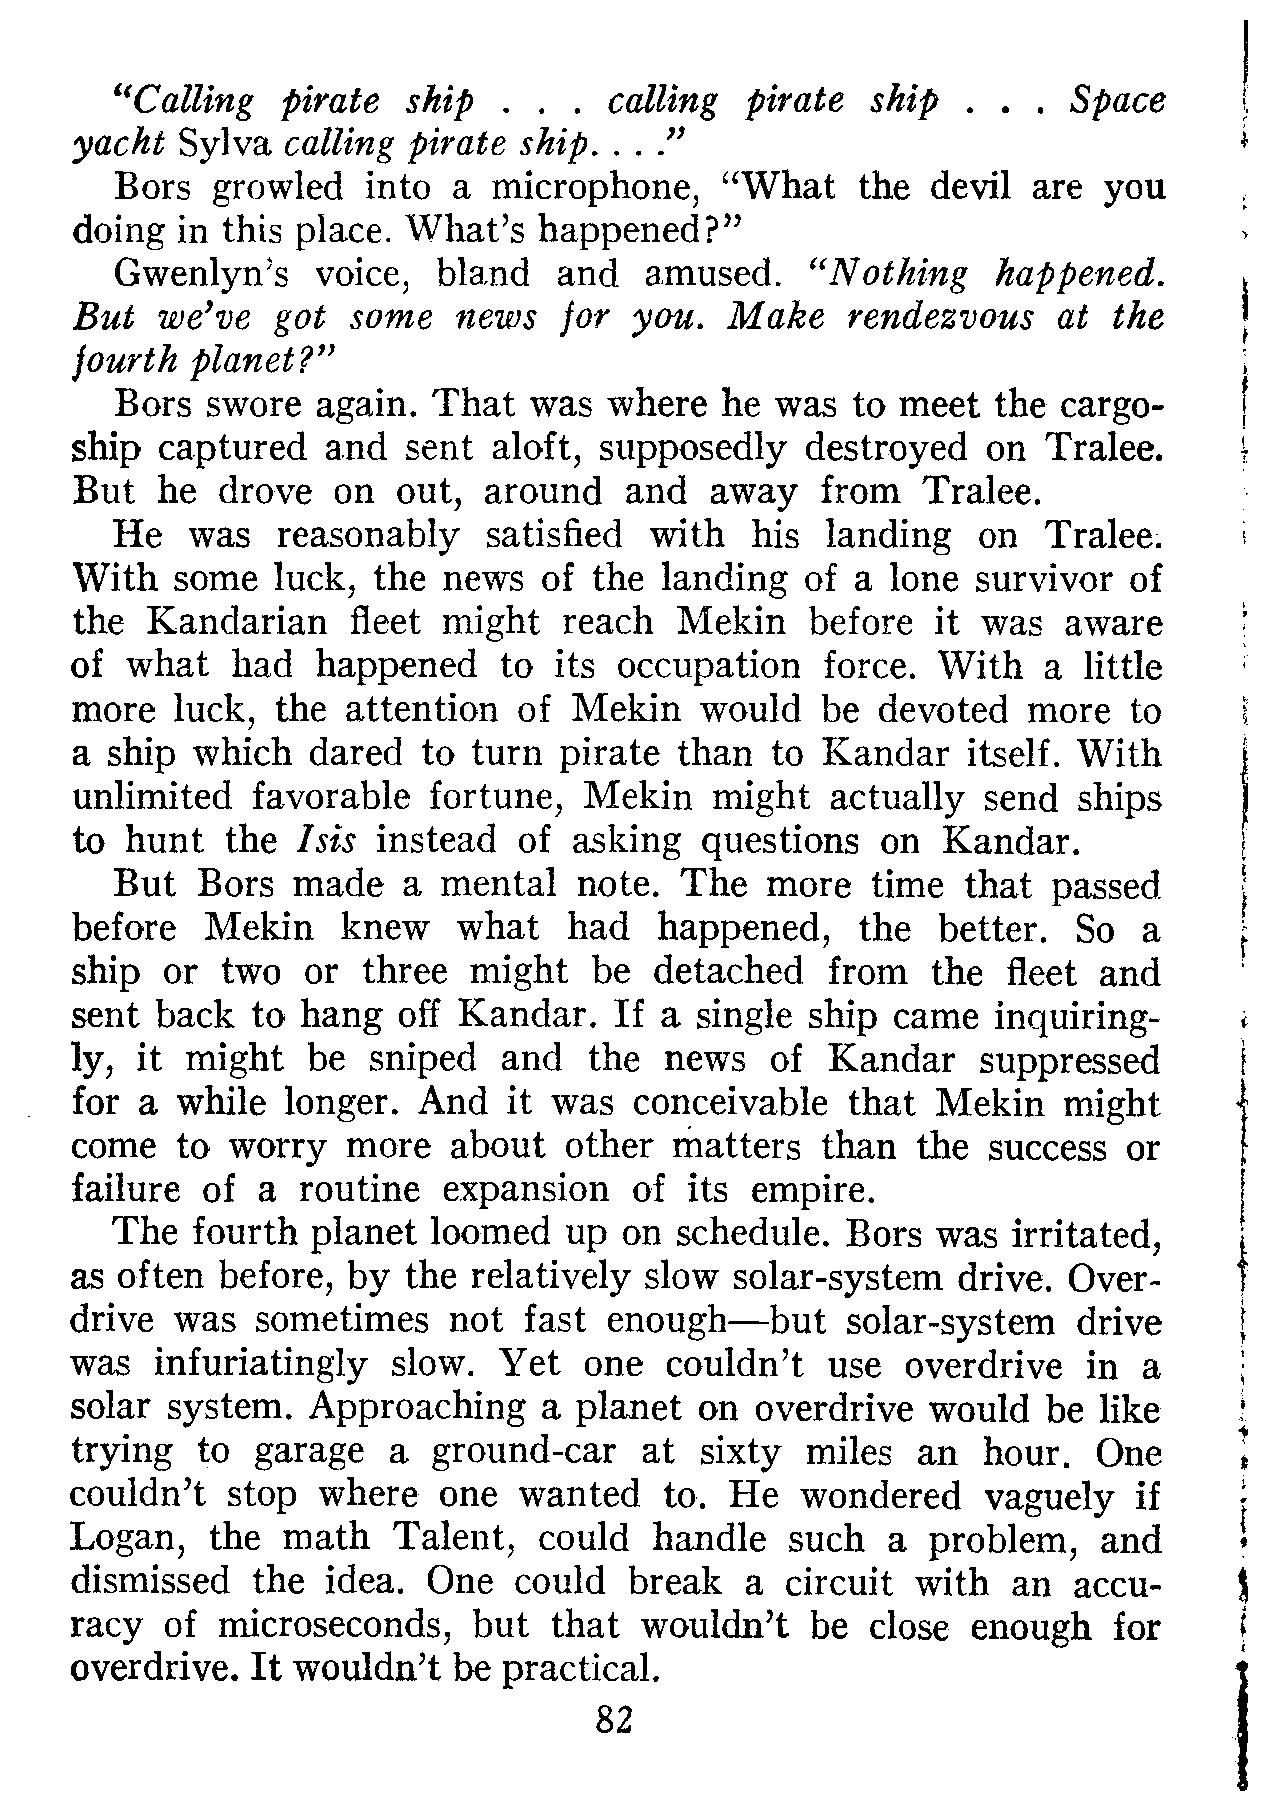 “Calling pirate ship . . . calling pirate ship . . . Space
yacht Sylva calling pirate ship. . . .”
Bors growled into a microphone, “What the devil are you
doing in this place. What’s happened?”
Gwenlyn’s voice, bland and amused. “Nothing happened.
But we’ve got some news for you. Make rendezvous at the
fourth planet?”
Bors swore again. That was where he was to meet the cargo-
ship captured and sent aloft, supposedly destroyed on Tralee.
But he drove on out, around and away from Tralee.
He was reasonably satisfied with his landing on Tralee.
With some luck, the news of the landing of a lone survivor of
the Kandarian fleet might reach Mekin before it was aware
of what had happened to its occupation force. With a little
more luck, the attention of Mekin would be devoted more to
a ship which dared to turn pirate than to Kandar itself. With
unlimited favorable fortune, Mekin might actually send ships
to hunt the Isis instead of asking questions on Kandar.
But Bors made a mental note. The more time that passed
before Mekin knew what had happened, the better. So a
ship or two or three might be detached from the fleet and
sent back to hang off Kandar. If a single ship came inquiring-
ly, it might be sniped and the news of Kandar suppressed
for a while longer. And it was conceivable that Mekin might
come to worry more about other matters than the success or
failure of a routine expansion of its empire.
The fourth planet loomed up on schedule. Bors was irritated,
as often before, by the relatively slow solar-system drive. Over-
drive was sometimes not fast enough—but solar-system drive
was infuriatingly slow. Yet one couldn’t use overdrive in a
solar system. Approaching a planet on overdrive would be like
trying to garage a ground-car at sixty miles an hour. One
couldn’t stop where one wanted to. He wondered vaguely if
Logan, the math Talent, could handle such a problem, and
dismissed the idea. One could break a circuit with an accu-
racy of microseconds, but that wouldn’t be close enough for
overdrive. It wouldn’t be practical.
82